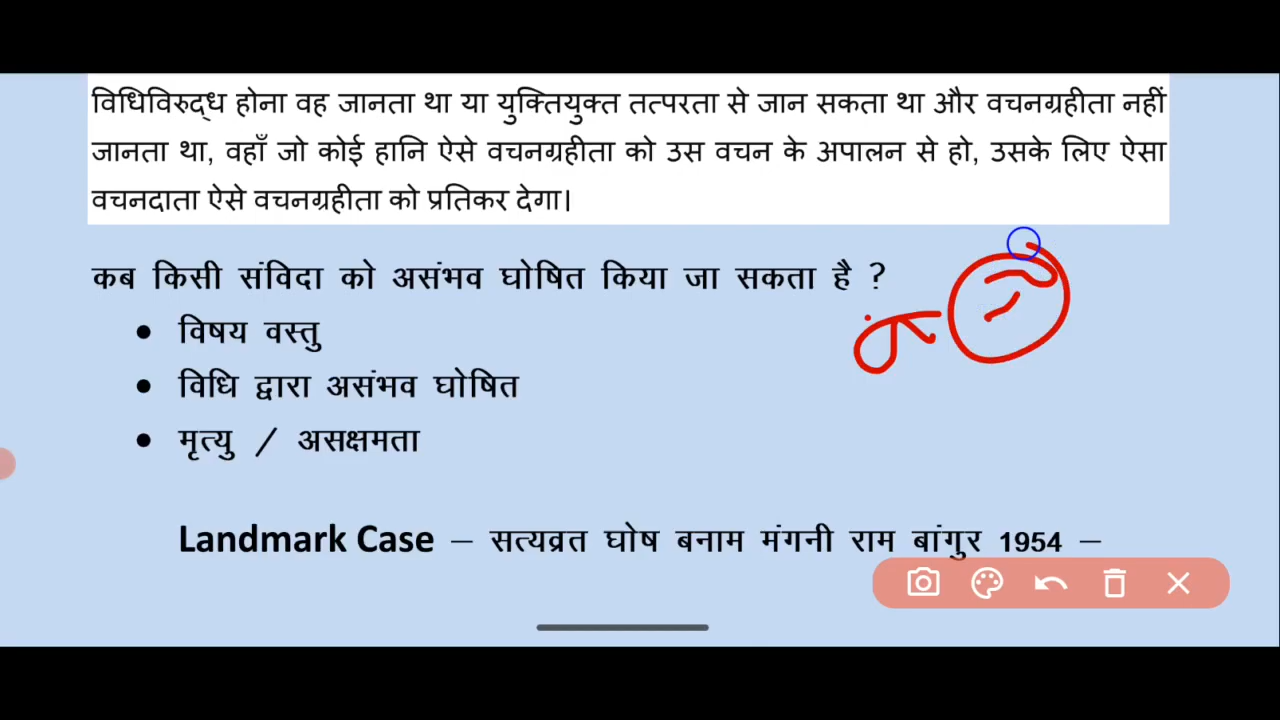 विधिविरुद्ध होना वह जानता था या युक्तियुक्त तत्परता से जान सकता था और वचनग्रहीता नहीं
जानता था, वहाँ जो कोई हानि ऐसे वचनग्रहीता को उस वचन के अपालन से हो, उसके लिए ऐसा
वचनदाता ऐसे वचनग्रहीता को प्रतिकर देगा।
कब किसी संविदा को असंभव घोषित किया जा सकता है ?
• विषय वस्तु
• विधि द्वारा असंभव घोषित
• मृत्यु / असक्षमता
Landmark Case – सत्यव्रत घोष बनाम मंगनी राम बांगुर 1954 –